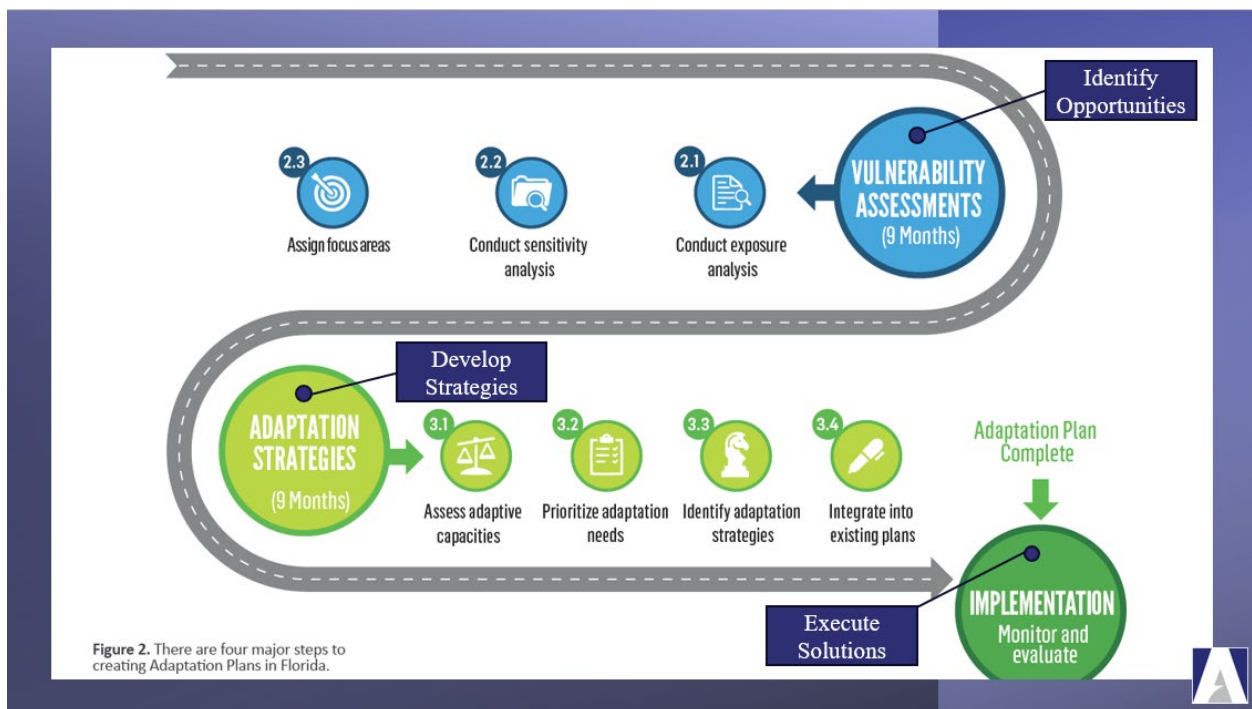 Identify
Opportunities
VULNERABILITY
ASSESSMENTS
(9 Months)
2.1
Conduct exposure
analysis
2.2
Conduct sensitivity
analysis
2.3
Assign focus areas
Develop
Strategies
ADAPTATION
STRATEGIES
(9 Months)
3.1
Assess adaptive
capacities
3.2
Prioritize adaptation
needs
3.3
Identify adaptation
strategies
3.4
Integrate into
existing plans
Adaptation Plan
Complete
Execute
Solutions
IMPLEMENTATION
Monitor and
evaluate
Figure 2. There are four major steps to
creating Adaptation Plans in Florida.
A